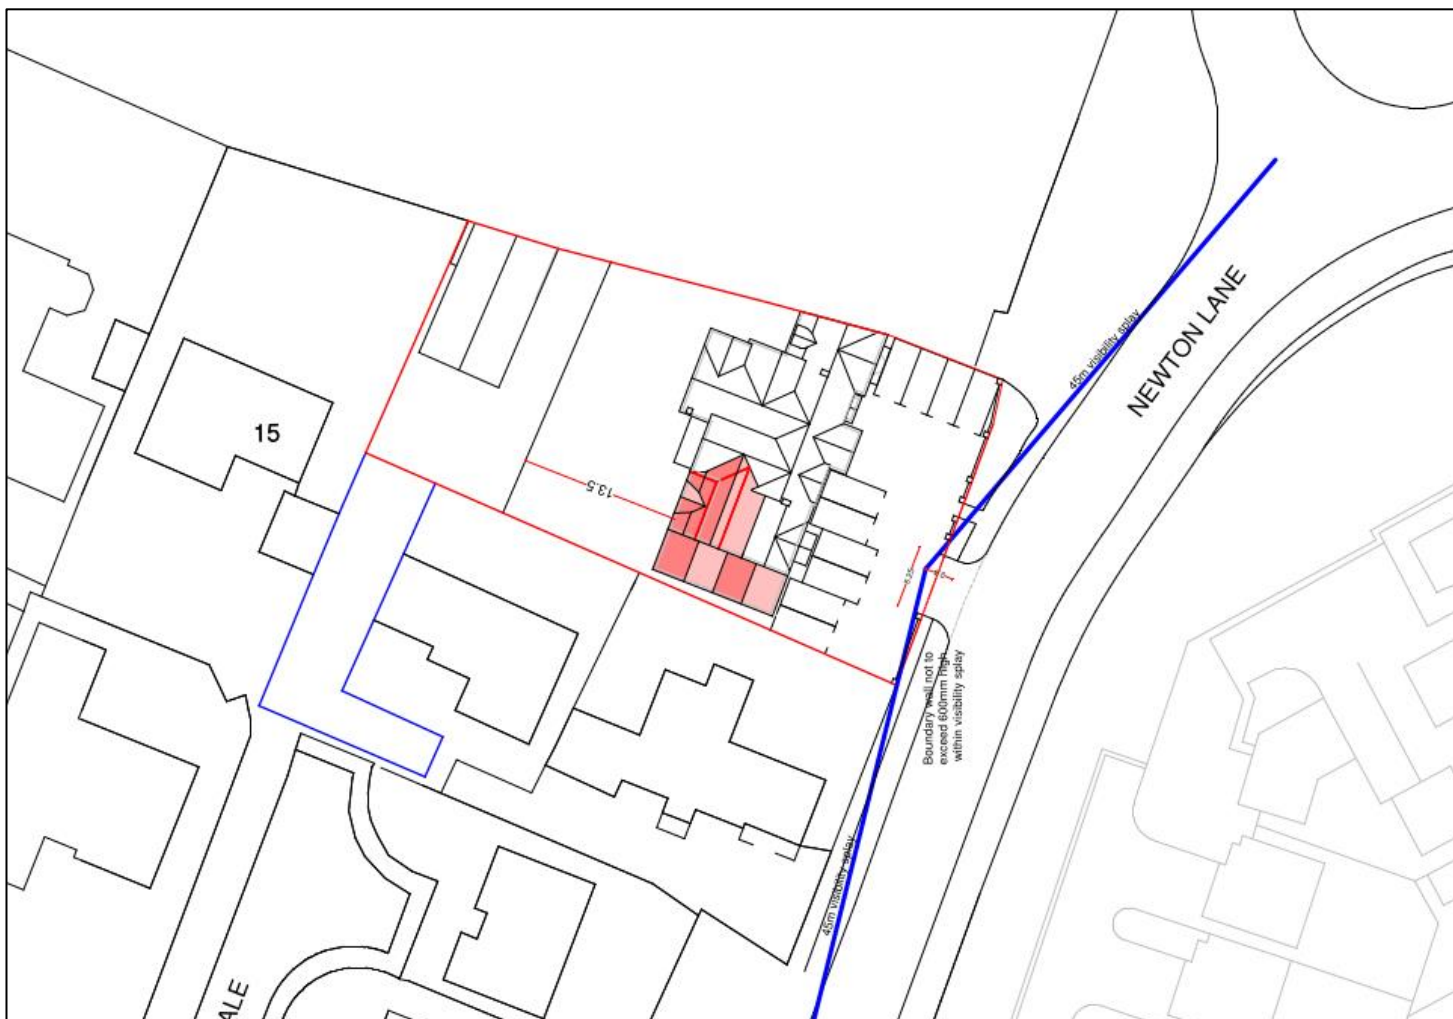 45m visibility splay
NEWTON LANE
15
13.5
Boundary wall not to
exceed 600mm high
within visibility splay
45m visibility splay
ALE